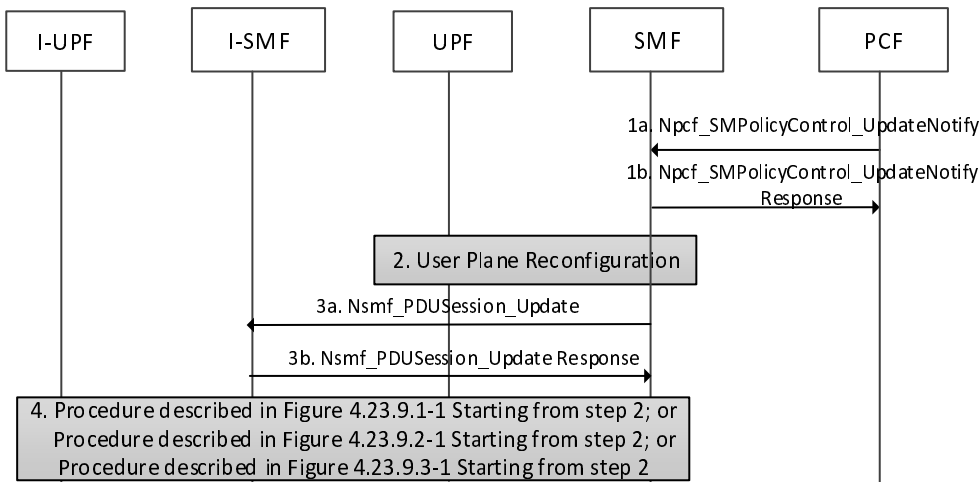 I-UPF
I-SMF
UPF
SMF
PCF
1a. Npcf_SMPolicyControl_UpdateNotify
1b. Npcf_SMPolicyControl_UpdateNotify
Response
2. User Plane Reconfiguration
3a. Nsmf_PDUSession_Update
3b. Nsmf_PDUSession_Update Response
4. Procedure described in Figure 4.23.9.1-1 Starting from step 2; or
Procedure described in Figure 4.23.9.2-1 Starting from step 2; or
Procedure described in Figure 4.23.9.3-1 Starting from step 2